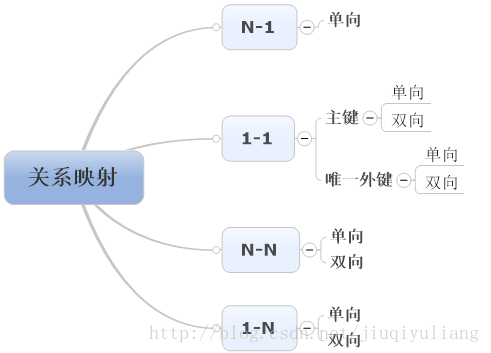 关系映射
N-1
单向
1-1
主键
单向
双向
唯一外键
单向
双向
N-N
单向
双向
1-N
单向
双向
http://blog.csdn.net/jiuqiyuliang